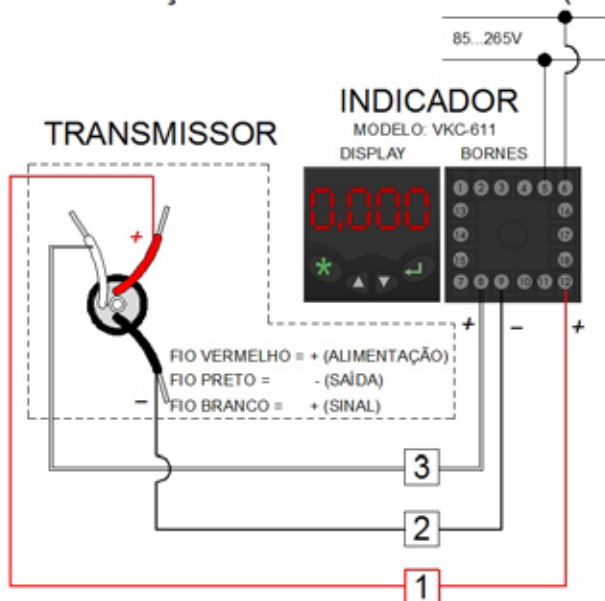 85...265V
INDICADOR
MODELO: VKC-611
DISPLAY BORNES
TRANSMISSOR
0.000
1 2 3 4 5 6
13 16
14 17
15 18
7 8 9 10 11 12
+ - +
+
-
FIO VERMELHO = + (ALIMENTAÇÃO)
FIO PRETO = - (SAÍDA)
FIO BRANCO = + (SINAL)
3
2
1